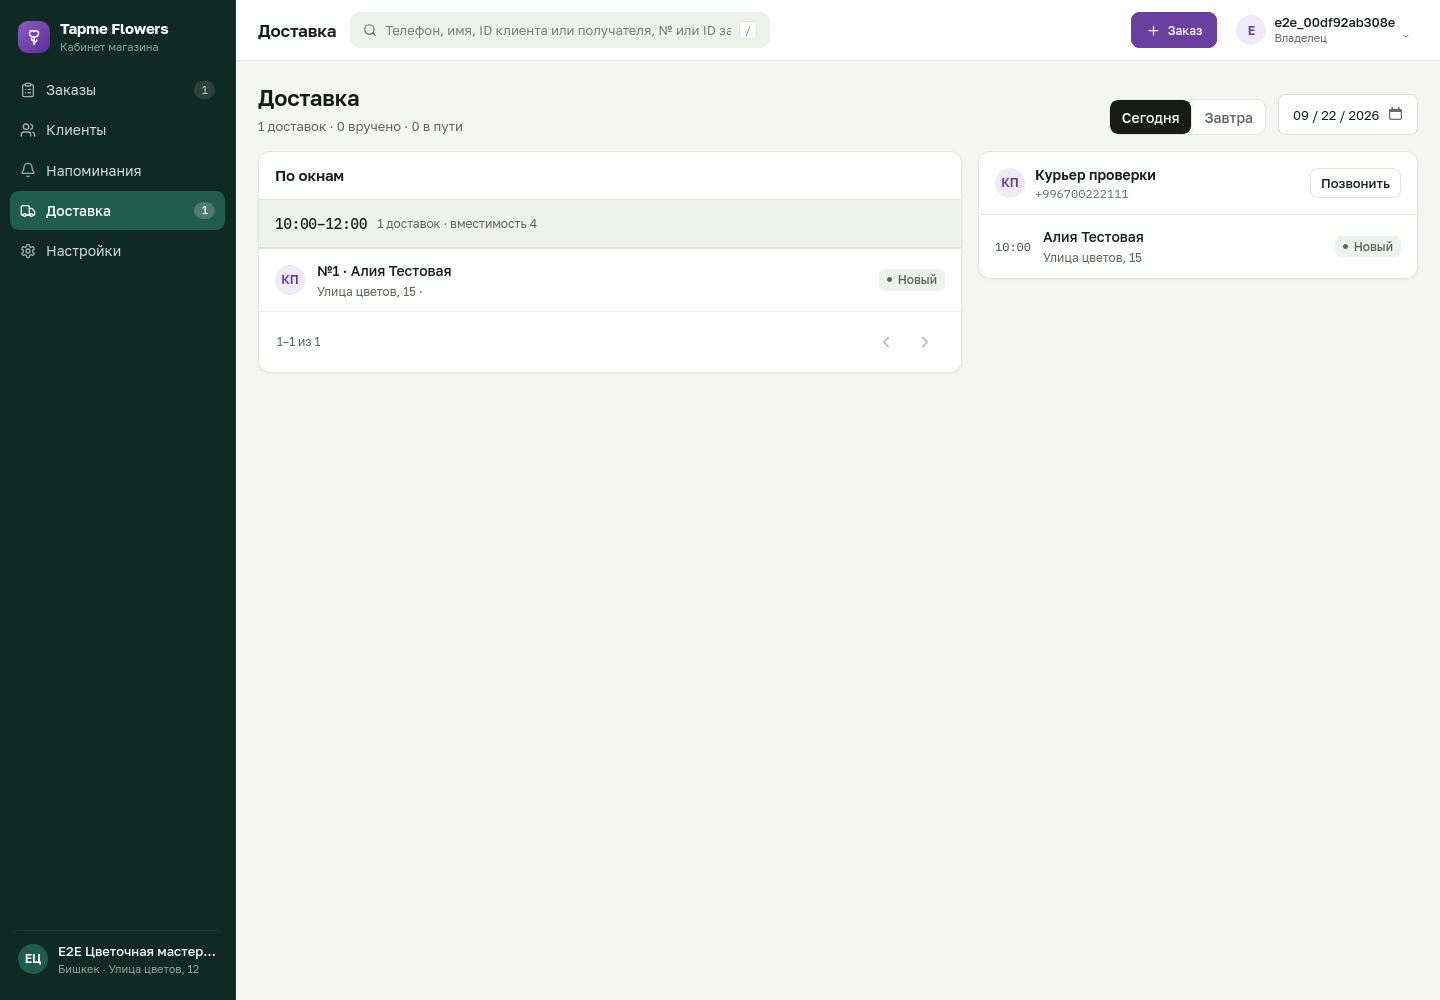 Tapme Flowers
Кабинет магазина
Заказы 1
Клиенты
Напоминания
Доставка 1
Настройки
E2E Цветочная мастер...
Бишкек · Улица цветов, 12
Доставка
Телефон, имя, ID клиента или получателя, № или ID за
/
Заказ
E
e2e_00df92ab308e
Владелец
Доставка
1 доставок · 0 вручено · 0 в пути
Сегодня
Завтра
09 / 22 / 2026
По окнам
10:00–12:00 1 доставок · вместимость 4
КП
№1 · Алия Тестовая
Улица цветов, 15 ·
Новый
1–1 из 1
КП
Курьер проверки
+996700222111
Позвонить
10:00
Алия Тестовая
Улица цветов, 15
Новый
ЕЦ